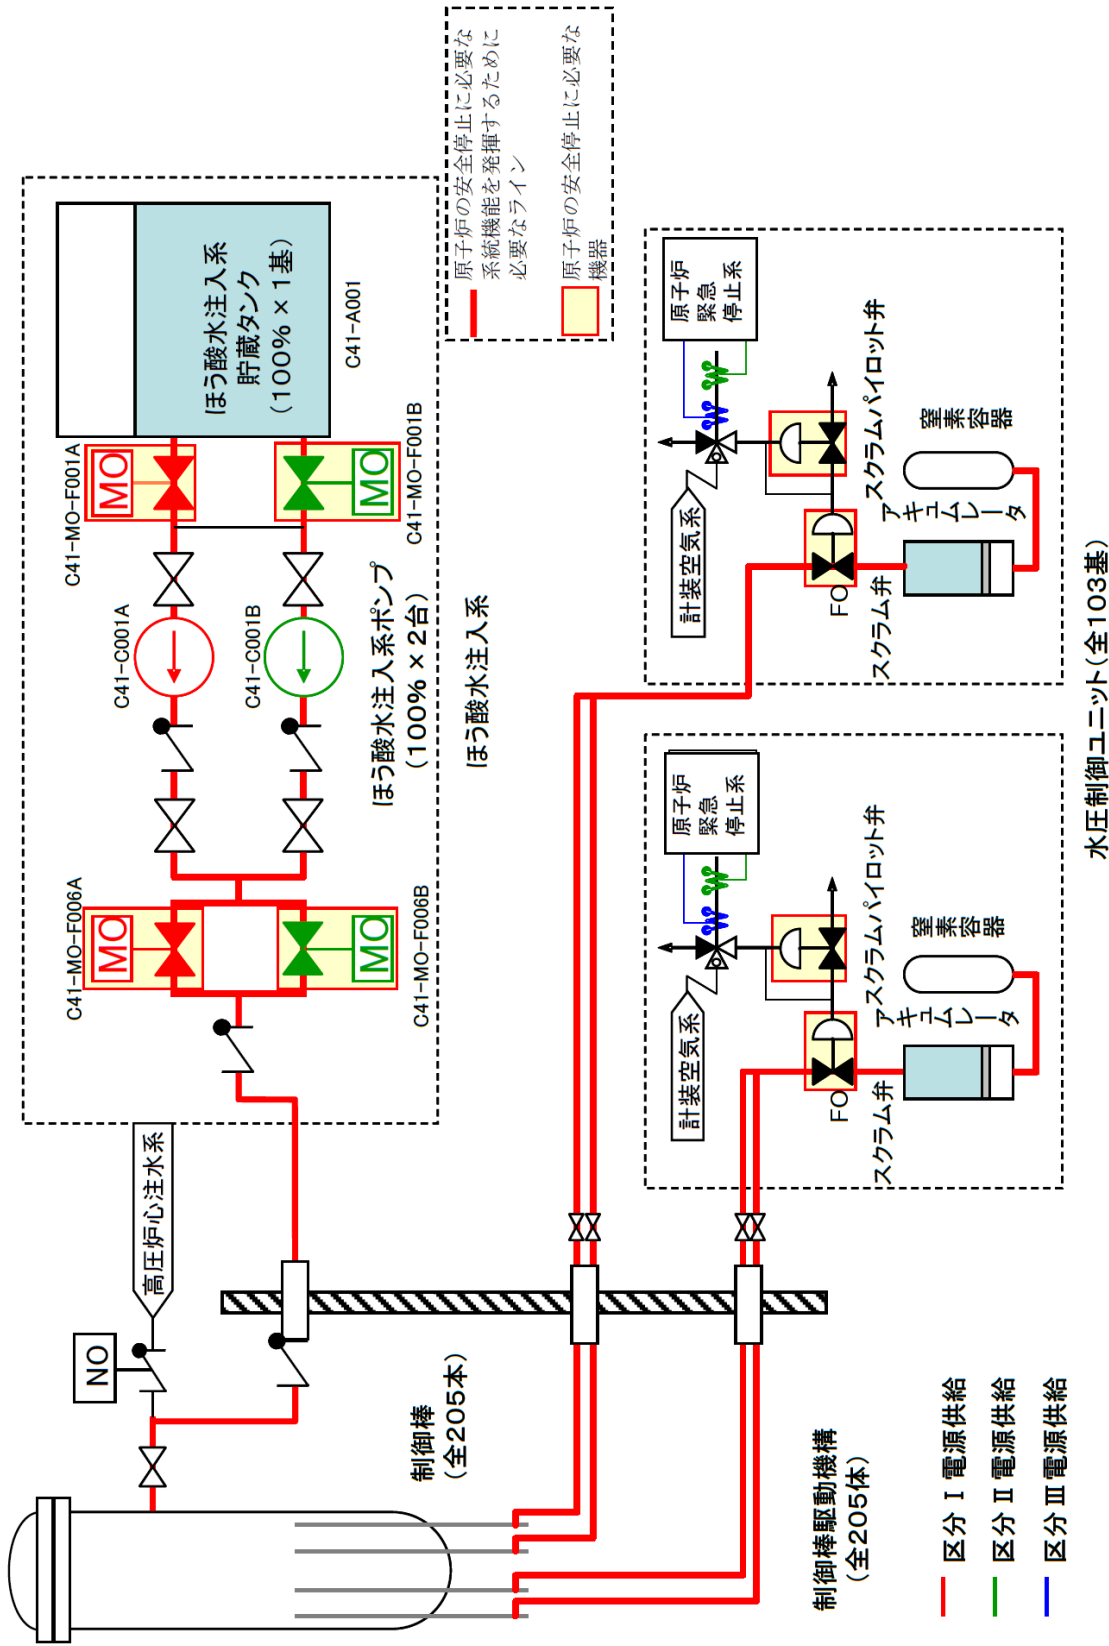 制御棒
(全205本)
制御棒駆動機構
(全205体)
区分Ⅰ電源供給
区分Ⅱ電源供給
区分Ⅲ電源供給
NO
高圧炉心注水系
C41-MO-F006A
MO
C41-MO-F006B
MO
C41-C001A
C41-C001B
ほう酸水注入系ポンプ
(100%×2台)
ほう酸水注入系
C41-MO-F001A
MO
C41-MO-F001B
MO
ほう酸水注入系
貯蔵タンク
(100%×1基)
C41-A001
原子炉の安全停止に必要な
系統機能を発揮するために
必要なライン
原子炉の安全停止に必要な
機器
計装空気系
原子炉
緊急
停止系
FO
スクラム弁
スクラムパイロット弁
アキュムレータ
窒素容器
計装空気系
原子炉
緊急
停止系
FO
スクラム弁
スクラムパイロット弁
アキュムレータ
窒素容器
水圧制御ユニット(全103基)